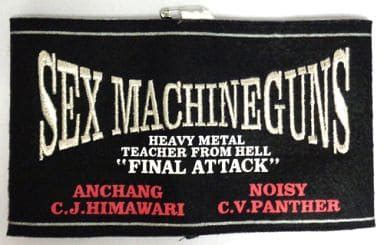 SEX MACHINEGUNS
HEAVY METAL
TEACHER FROM HELL
"FINAL ATTACK"
ANCHANG NOISY
C.J.HIMAWARI C.V.PANTHER